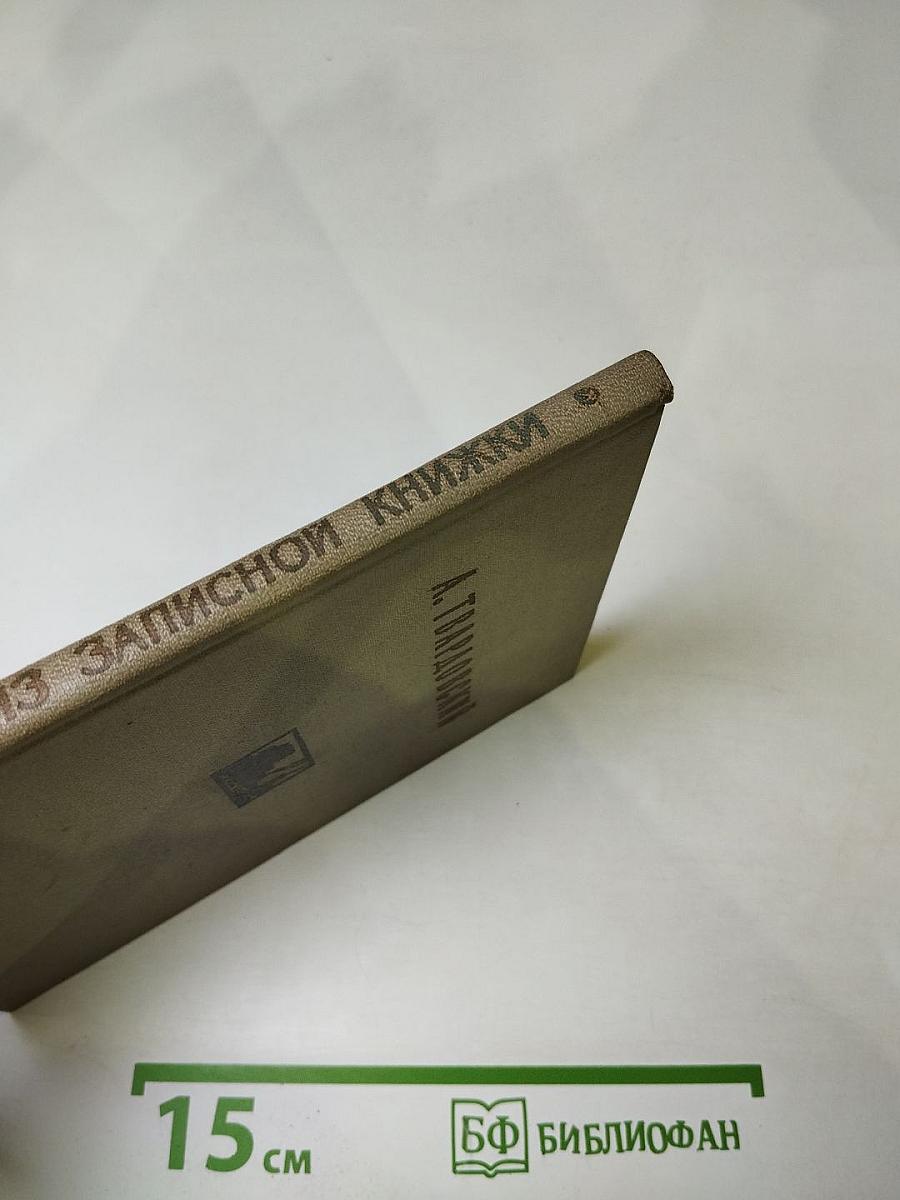 ИЗ ЗАПИСНОЙ КНИЖКИ
А. ТВАРДОВСКИЙ
15 см
БФ БИБЛИОФАН